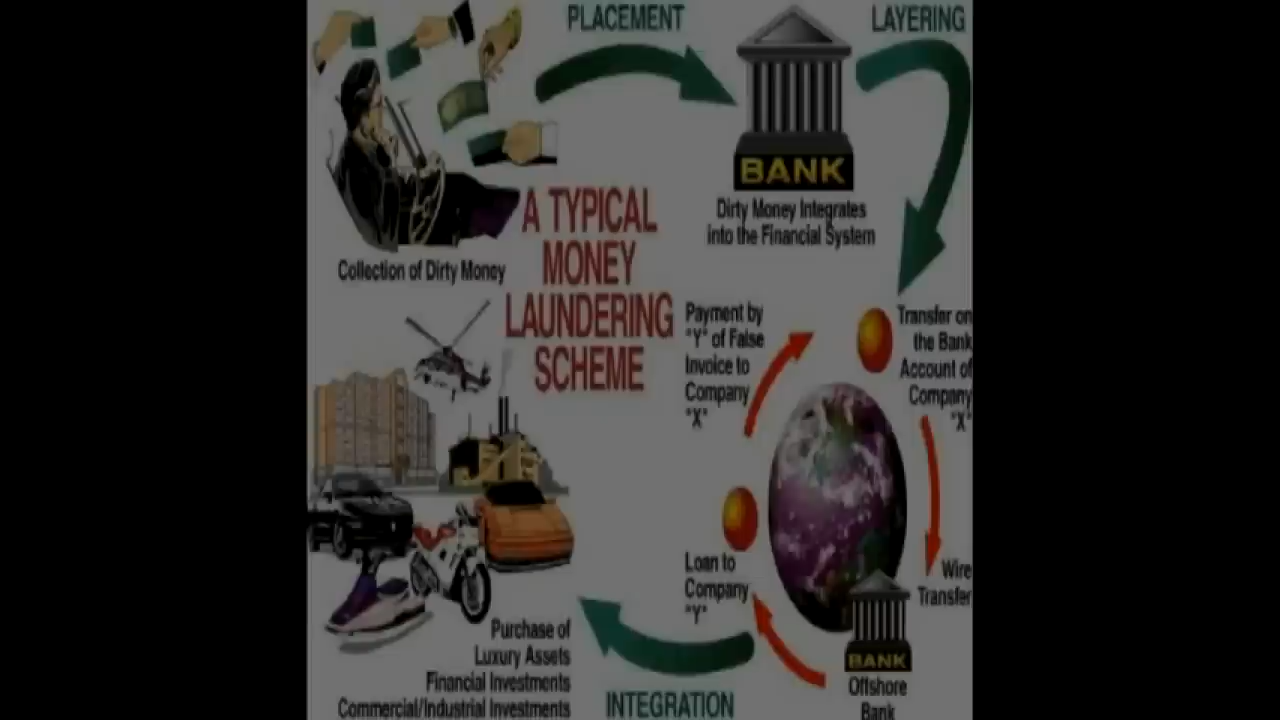 PLACEMENT
LAYERING
BANK
Dirty Money Integrates
into the Financial System
A TYPICAL
MONEY
LAUNDERING
SCHEME
Collection of Dirty Money
Payment by
"Y" of False
Invoice to
Company
"X"
Transfer on
the Bank
Account of
Company
"X"
Wire
Transfer
Loan to
Company
"Y"
BANK
Offshore
Bank
Purchase of
Luxury Assets
Financial Investments
Commercial/Industrial Investments
INTEGRATION